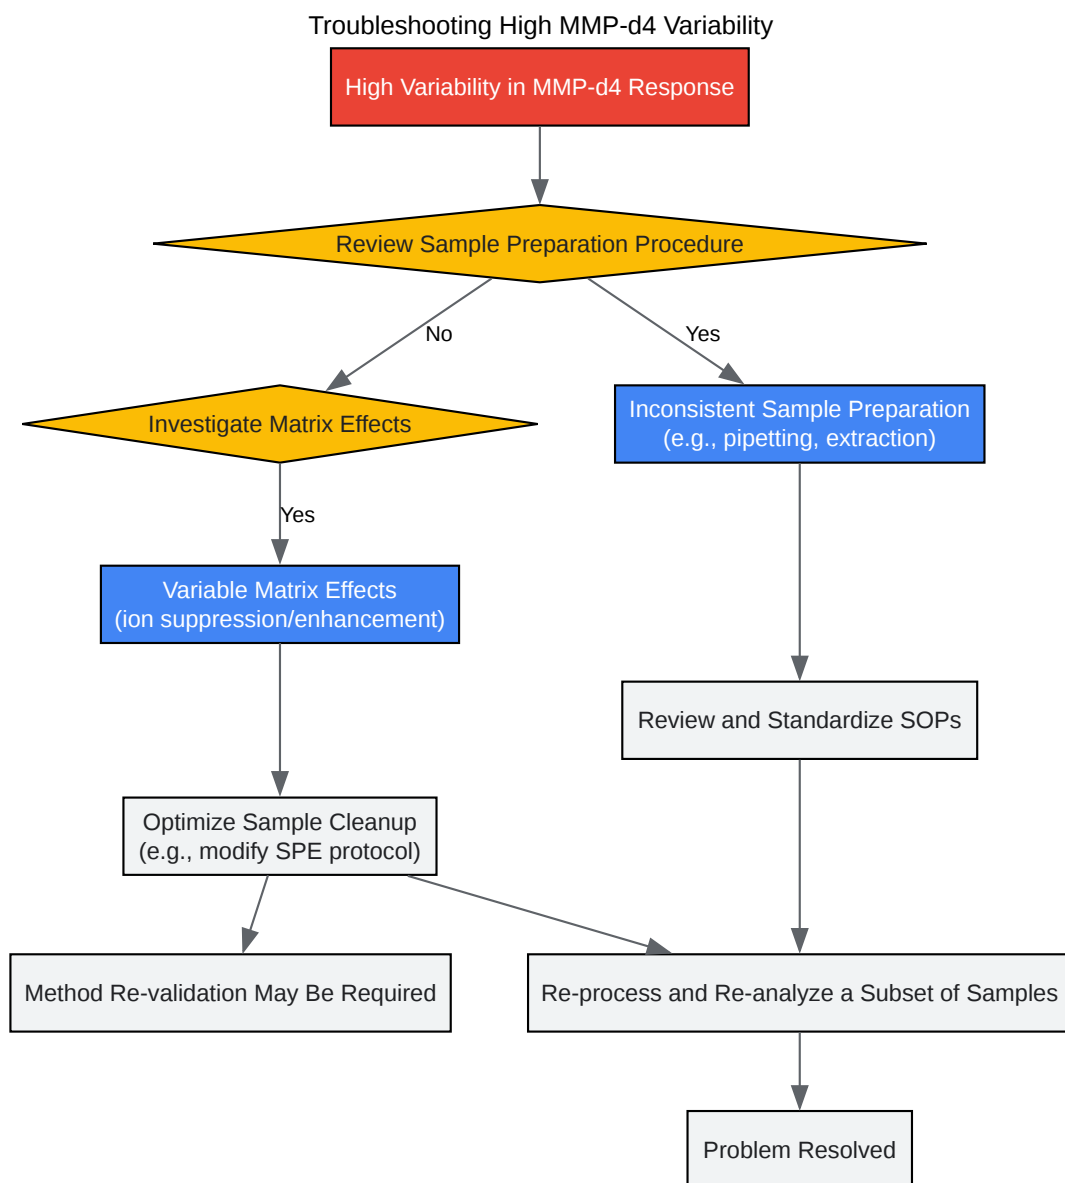 Troubleshooting High MMP-d4 Variability
High Variability in MMP-d4 Response
Review Sample Preparation Procedure
No
Yes
Investigate Matrix Effects
Inconsistent Sample Preparation
(e.g., pipetting, extraction)
Yes
Variable Matrix Effects
(ion suppression/enhancement)
Review and Standardize SOPs
Optimize Sample Cleanup
(e.g., modify SPE protocol)
Method Re-validation May Be Required
Re-process and Re-analyze a Subset of Samples
Problem Resolved